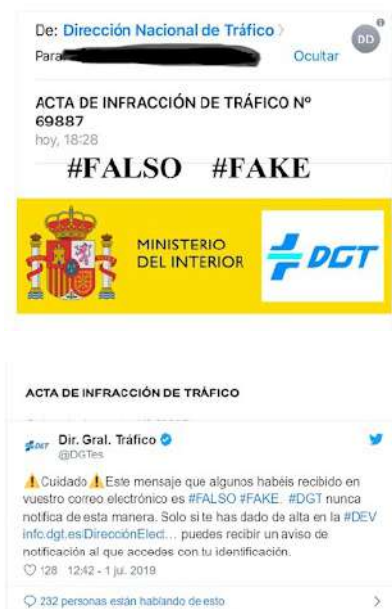 De: Dirección Nacional de Tráfico
DD
Para
Ocultar
ACTA DE INFRACCIÓN DE TRÁFICO Nº
69887
hoy, 18:28
#FALSO #FAKE
MINISTERIO
DEL INTERIOR
DGT
ACTA DE INFRACCIÓN DE TRÁFICO
DGT
Dir. Gral. Tráfico
@DGTes
⚠Cuidado⚠Este mensaje que algunos habéis recibido en
vuestro correo electrónico es #FALSO #FAKE. #DGT nunca
notifica de esta manera. Solo si te has dado de alta en la #DEV
info.dgt.es/DirecciónElect… puedes recibir un aviso de
notificación al que accedes con tu identificación.
128 12:42 - 1 jul. 2019
232 personas están hablando de esto